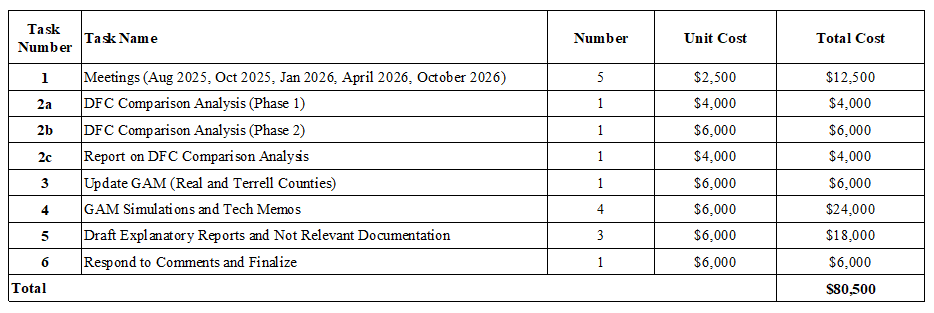 Task Number Task Name Number Unit Cost Total Cost
1 Meetings (Aug 2025, Oct 2025, Jan 2026, April 2026, October 2026) 5 $2,500 $12,500
2a DFC Comparison Analysis (Phase 1) 1 $4,000 $4,000
2b DFC Comparison Analysis (Phase 2) 1 $6,000 $6,000
2c Report on DFC Comparison Analysis 1 $4,000 $4,000
3 Update GAM (Real and Terrell Counties) 1 $6,000 $6,000
4 GAM Simulations and Tech Memos 4 $6,000 $24,000
5 Draft Explanatory Reports and Not Relevant Documentation 3 $6,000 $18,000
6 Respond to Comments and Finalize 1 $6,000 $6,000
Total $80,500